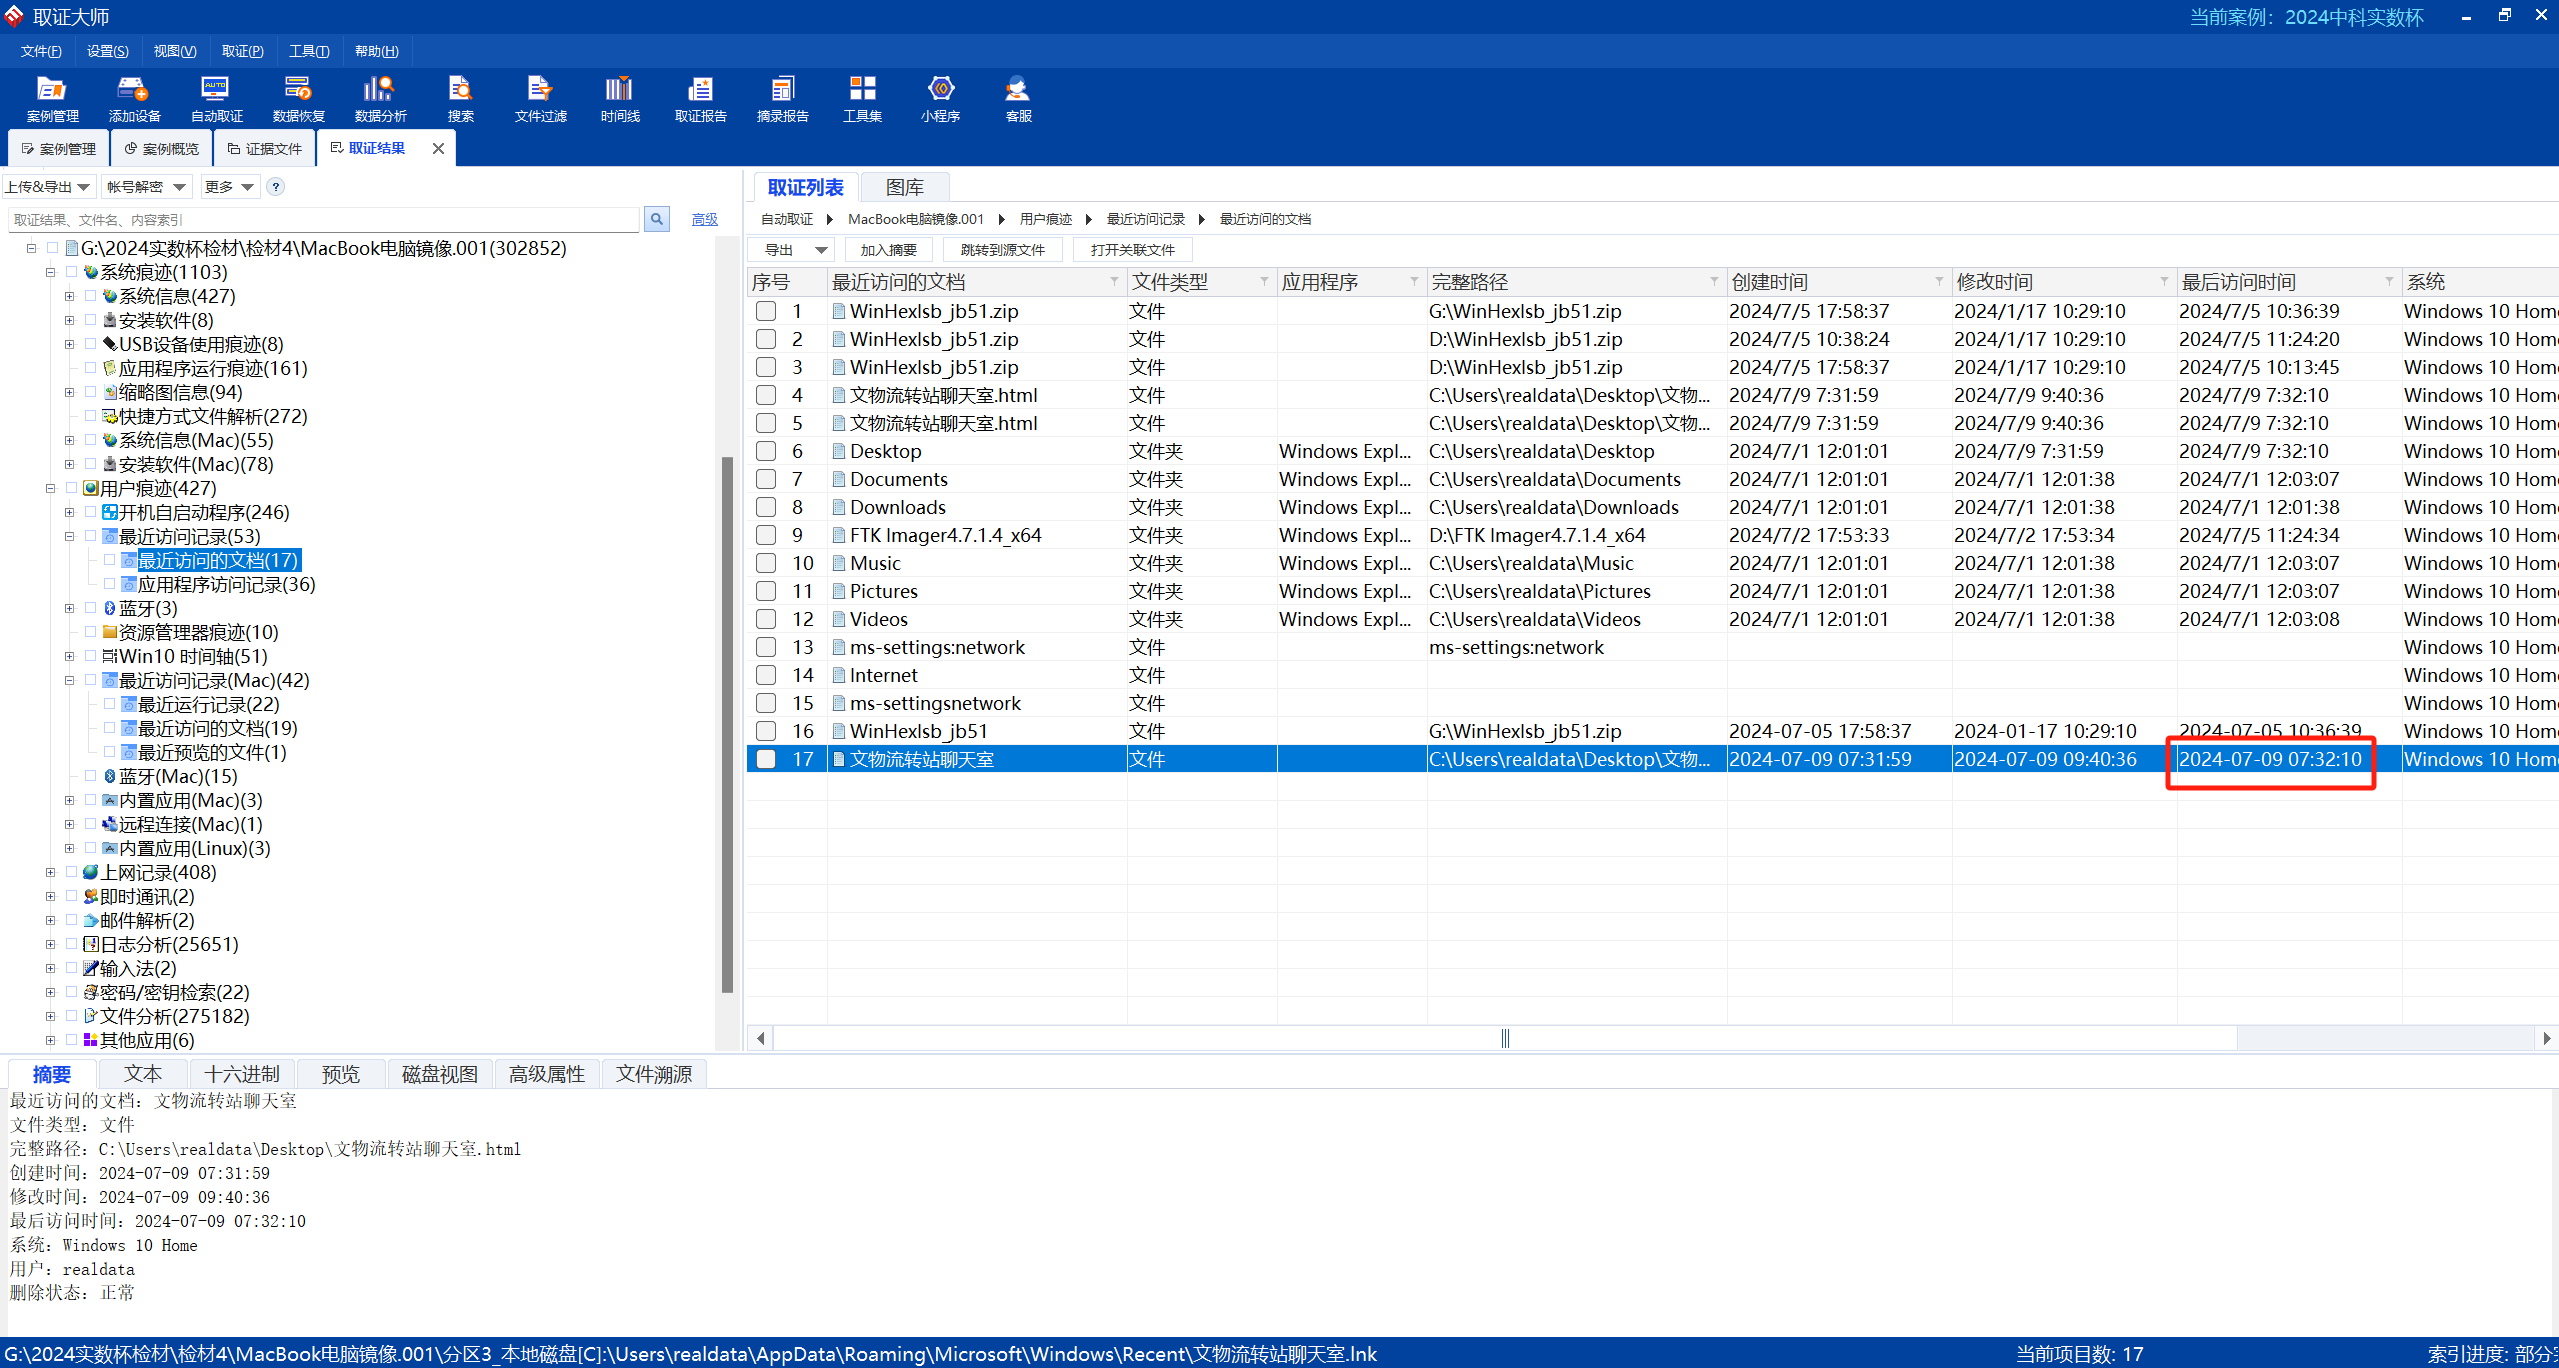 取证大师 当前案例：2024中科实数杯
文件(F) 设置(S) 视图(V) 取证(P) 工具(T) 帮助(H)
案例管理 添加设备 自动取证 数据恢复 数据分析 搜索 文件过滤 时间线 取证报告 摘录报告 工具集 小程序 客服
案例管理 案例概览 证据文件 取证结果
上传&导出 帐号解密 更多 ?
取证结果、文件名、内容索引 高级
G:\2024实数杯检材\检材4\MacBook电脑镜像.001(302852)
系统痕迹(1103)
系统信息(427)
安装软件(8)
USB设备使用痕迹(8)
应用程序运行痕迹(161)
缩略图信息(94)
快捷方式文件解析(272)
系统信息(Mac)(55)
安装软件(Mac)(78)
用户痕迹(427)
开机自启动程序(246)
最近访问记录(53)
最近访问的文档(17)
应用程序访问记录(36)
蓝牙(3)
资源管理器痕迹(10)
Win10 时间轴(51)
最近访问记录(Mac)(42)
最近运行记录(22)
最近访问的文档(19)
最近预览的文件(1)
蓝牙(Mac)(15)
内置应用(Mac)(3)
远程连接(Mac)(1)
内置应用(Linux)(3)
上网记录(408)
即时通讯(2)
邮件解析(2)
日志分析(25651)
输入法(2)
密码/密钥检索(22)
文件分析(275182)
其他应用(6)
取证列表 图库
自动取证 MacBook电脑镜像.001 用户痕迹 最近访问记录 最近访问的文档
导出 加入摘要 跳转到源文件 打开关联文件
序号 最近访问的文档 文件类型 应用程序 完整路径 创建时间 修改时间 最后访问时间 系统
1 WinHexlsb_jb51.zip 文件 G:\WinHexlsb_jb51.zip 2024/7/5 17:58:37 2024/1/17 10:29:10 2024/7/5 10:36:39 Windows 10 Home
2 WinHexlsb_jb51.zip 文件 D:\WinHexlsb_jb51.zip 2024/7/5 10:38:24 2024/1/17 10:29:10 2024/7/5 11:24:20 Windows 10 Home
3 WinHexlsb_jb51.zip 文件 D:\WinHexlsb_jb51.zip 2024/7/5 17:58:37 2024/1/17 10:29:10 2024/7/5 10:13:45 Windows 10 Home
4 文物流转站聊天室.html 文件 C:\Users\realdata\Desktop\文物... 2024/7/9 7:31:59 2024/7/9 9:40:36 2024/7/9 7:32:10 Windows 10 Home
5 文物流转站聊天室.html 文件 C:\Users\realdata\Desktop\文物... 2024/7/9 7:31:59 2024/7/9 9:40:36 2024/7/9 7:32:10 Windows 10 Home
6 Desktop 文件夹 Windows Expl... C:\Users\realdata\Desktop 2024/7/1 12:01:01 2024/7/9 7:31:59 2024/7/9 7:32:10 Windows 10 Home
7 Documents 文件夹 Windows Expl... C:\Users\realdata\Documents 2024/7/1 12:01:01 2024/7/1 12:01:38 2024/7/1 12:03:07 Windows 10 Home
8 Downloads 文件夹 Windows Expl... C:\Users\realdata\Downloads 2024/7/1 12:01:01 2024/7/1 12:01:38 2024/7/1 12:01:38 Windows 10 Home
9 FTK Imager4.7.1.4_x64 文件夹 Windows Expl... D:\FTK Imager4.7.1.4_x64 2024/7/2 17:53:33 2024/7/2 17:53:34 2024/7/5 11:24:34 Windows 10 Home
10 Music 文件夹 Windows Expl... C:\Users\realdata\Music 2024/7/1 12:01:01 2024/7/1 12:01:38 2024/7/1 12:03:07 Windows 10 Home
11 Pictures 文件夹 Windows Expl... C:\Users\realdata\Pictures 2024/7/1 12:01:01 2024/7/1 12:01:38 2024/7/1 12:03:07 Windows 10 Home
12 Videos 文件夹 Windows Expl... C:\Users\realdata\Videos 2024/7/1 12:01:01 2024/7/1 12:01:38 2024/7/1 12:03:08 Windows 10 Home
13 ms-settings:network 文件 ms-settings:network Windows 10 Home
14 Internet 文件 Windows 10 Home
15 ms-settingsnetwork 文件 Windows 10 Home
16 WinHexlsb_jb51 文件 G:\WinHexlsb_jb51.zip 2024-07-05 17:58:37 2024-01-17 10:29:10 2024-07-05 10:36:39 Windows 10 Home
17 文物流转站聊天室 文件 C:\Users\realdata\Desktop\文物... 2024-07-09 07:31:59 2024-07-09 09:40:36 2024-07-09 07:32:10 Windows 10 Home
摘要 文本 十六进制 预览 磁盘视图 高级属性 文件溯源
最近访问的文档：文物流转站聊天室
文件类型：文件
完整路径：C:\Users\realdata\Desktop\文物流转站聊天室.html
创建时间：2024-07-09 07:31:59
修改时间：2024-07-09 09:40:36
最后访问时间：2024-07-09 07:32:10
系统：Windows 10 Home
用户：realdata
删除状态：正常
G:\2024实数杯检材\检材4\MacBook电脑镜像.001\分区3_本地磁盘[C]:\Users\realdata\AppData\Roaming\Microsoft\Windows\Recent\文物流转站聊天室.lnk 当前项目数: 17 索引进度: 部分